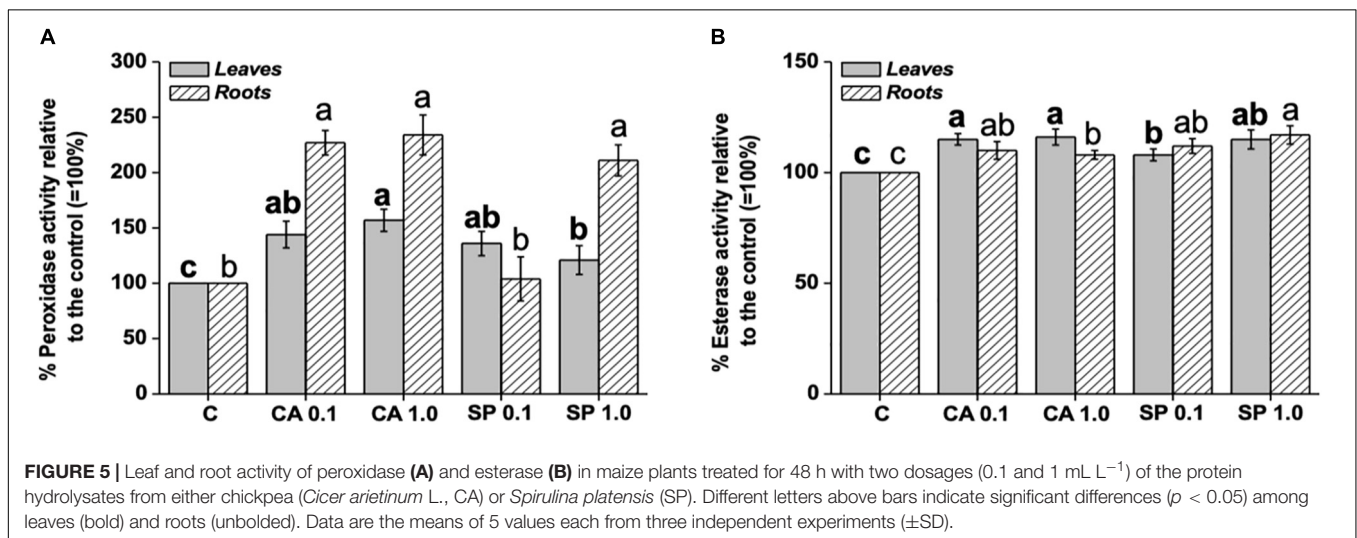 A
300
250
200
150
100
50
0
% Peroxidase activity relative
to the control (=100%)
Leaves
Roots
c b ab a a a ab b b a
C CA 0.1 CA 1.0 SP 0.1 SP 1.0
B
150
100
50
0
% Esterase activity relative
to the control (=100%)
Leaves
Roots
c c a ab a b b ab ab a
C CA 0.1 CA 1.0 SP 0.1 SP 1.0
FIGURE 5 | Leaf and root activity of peroxidase (A) and esterase (B) in maize plants treated for 48 h with two dosages (0.1 and 1 mL L−1) of the protein
hydrolysates from either chickpea (Cicer arietinum L., CA) or Spirulina platensis (SP). Different letters above bars indicate significant differences (p < 0.05) among
leaves (bold) and roots (unbolded). Data are the means of 5 values each from three independent experiments (±SD).